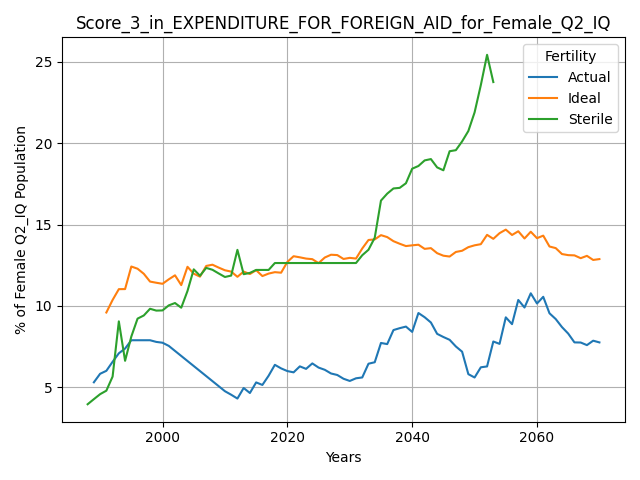 Score_3_in_EXPENDITURE_FOR_FOREIGN_AID_for_Female_Q2_IQ
Fertility
Actual
Ideal
Sterile
% of Female Q2_IQ Population
25
20
15
10
5
2000
2020
2040
2060
Years